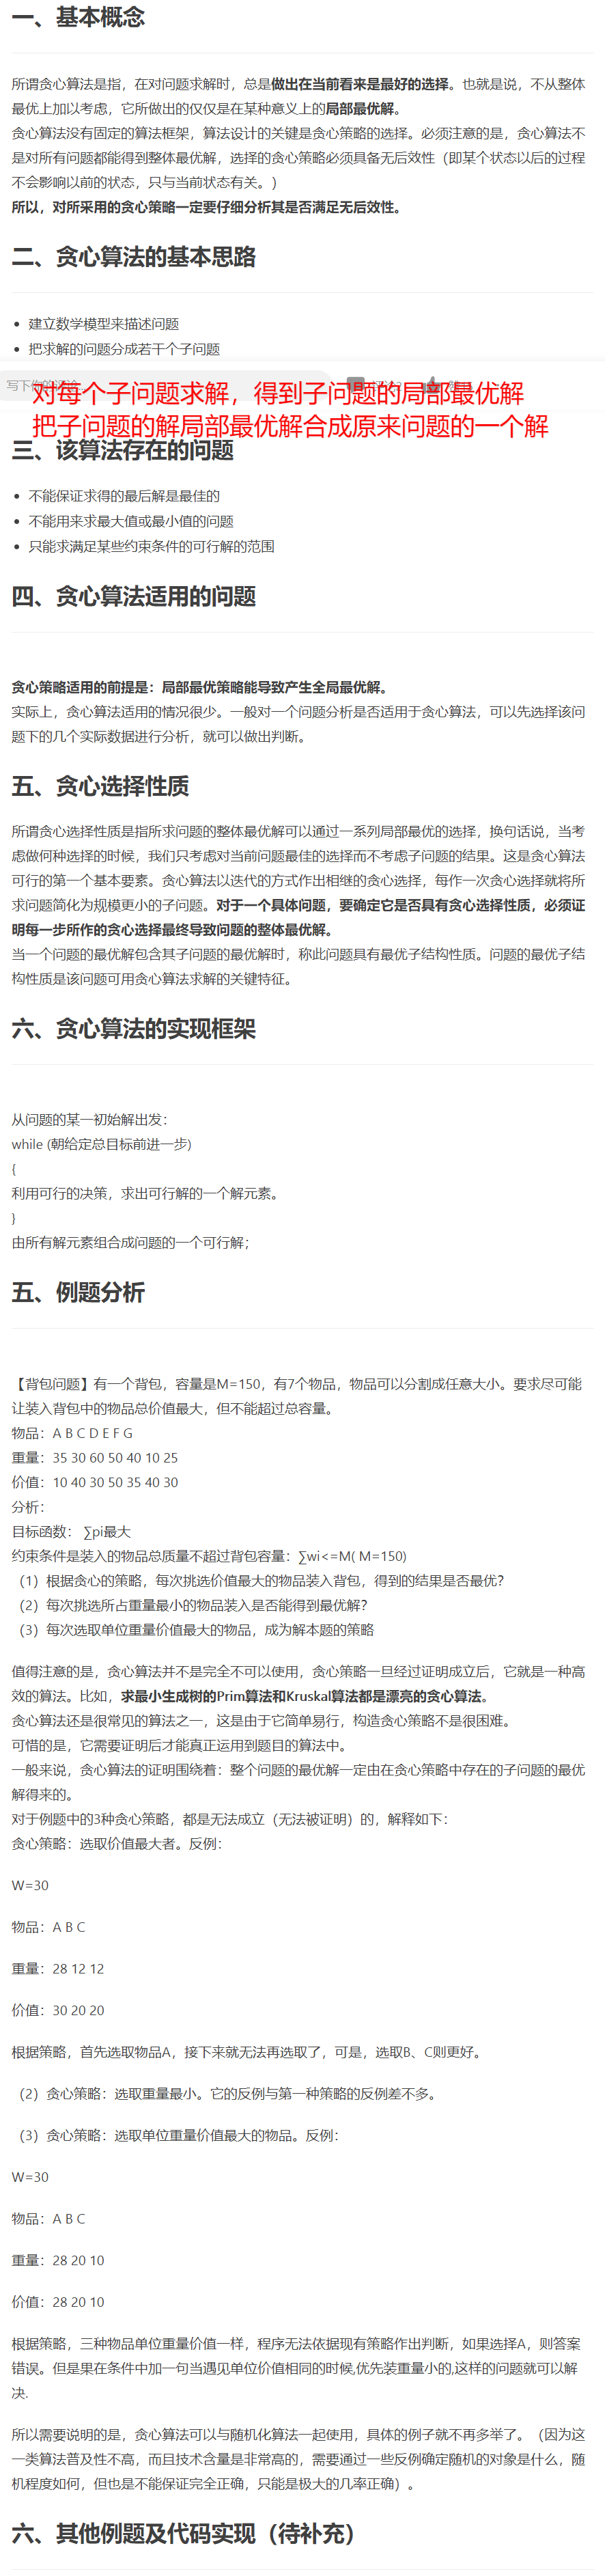 一、基本概念
所谓贪心算法是指，在对问题求解时，总是做出在当前看来是最好的选择。也就是说，不从整体
最优上加以考虑，它所做出的仅仅是在某种意义上的局部最优解。
贪心算法没有固定的算法框架，算法设计的关键是贪心策略的选择。必须注意的是，贪心算法不
是对所有问题都能得到整体最优解，选择的贪心策略必须具备无后效性（即某个状态以后的过程
不会影响以前的状态，只与当前状态有关。）
所以，对所采用的贪心策略一定要仔细分析其是否满足无后效性。
二、贪心算法的基本思路
建立数学模型来描述问题
把求解的问题分成若干个子问题
写下你的评论...
对每个子问题求解，得到子问题的局部最优解
把子问题的解局部最优解合成原来问题的一个解
三、该算法存在的问题
不能保证求得的最后解是最佳的
不能用来求最大值或最小值的问题
只能求满足某些约束条件的可行解的范围
四、贪心算法适用的问题
贪心策略适用的前提是：局部最优策略能导致产生全局最优解。
实际上，贪心算法适用的情况很少。一般对一个问题分析是否适用于贪心算法，可以先选择该问
题下的几个实际数据进行分析，就可以做出判断。
五、贪心选择性质
所谓贪心选择性质是指所求问题的整体最优解可以通过一系列局部最优的选择，换句话说，当考
虑做何种选择的时候，我们只考虑对当前问题最佳的选择而不考虑子问题的结果。这是贪心算法
可行的第一个基本要素。贪心算法以迭代的方式作出相继的贪心选择，每作一次贪心选择就将所
求问题简化为规模更小的子问题。对于一个具体问题，要确定它是否具有贪心选择性质，必须证
明每一步所作的贪心选择最终导致问题的整体最优解。
当一个问题的最优解包含其子问题的最优解时，称此问题具有最优子结构性质。问题的最优子结
构性质是该问题可用贪心算法求解的关键特征。
六、贪心算法的实现框架
从问题的某一初始解出发：
while (朝给定总目标前进一步)
{
利用可行的决策，求出可行解的一个解元素。
}
由所有解元素组合成问题的一个可行解；
五、例题分析
【背包问题】有一个背包，容量是M=150，有7个物品，物品可以分割成任意大小。要求尽可能
让装入背包中的物品总价值最大，但不能超过总容量。
物品：A B C D E F G
重量：35 30 60 50 40 10 25
价值：10 40 30 50 35 40 30
分析：
目标函数： ∑pi最大
约束条件是装入的物品总质量不超过背包容量：∑wi<=M( M=150)
（1）根据贪心的策略，每次挑选价值最大的物品装入背包，得到的结果是否最优？
（2）每次挑选所占重量最小的物品装入是否能得到最优解？
（3）每次选取单位重量价值最大的物品，成为解本题的策略
值得注意的是，贪心算法并不是完全不可以使用，贪心策略一旦经过证明成立后，它就是一种高
效的算法。比如，求最小生成树的Prim算法和Kruskal算法都是漂亮的贪心算法。
贪心算法还是很常见的算法之一，这是由于它简单易行，构造贪心策略不是很困难。
可惜的是，它需要证明后才能真正运用到题目的算法中。
一般来说，贪心算法的证明围绕着：整个问题的最优解一定由在贪心策略中存在的子问题的最优
解得来的。
对于例题中的3种贪心策略，都是无法成立（无法被证明）的，解释如下：
贪心策略：选取价值最大者。反例：
W=30
物品：A B C
重量：28 12 12
价值：30 20 20
根据策略，首先选取物品A，接下来就无法再选取了，可是，选取B、C则更好。
（2）贪心策略：选取重量最小。它的反例与第一种策略的反例差不多。
（3）贪心策略：选取单位重量价值最大的物品。反例：
W=30
物品：A B C
重量：28 20 10
价值：28 20 10
根据策略，三种物品单位重量价值一样，程序无法依据现有策略作出判断，如果选择A，则答案
错误。但是果在条件中加一句当遇见单位价值相同的时候,优先装重量小的,这样的问题就可以解
决.
所以需要说明的是，贪心算法可以与随机化算法一起使用，具体的例子就不再多举了。（因为这
一类算法普及性不高，而且技术含量是非常高的，需要通过一些反例确定随机的对象是什么，随
机程度如何，但也是不能保证完全正确，只能是极大的几率正确）。
六、其他例题及代码实现（待补充）